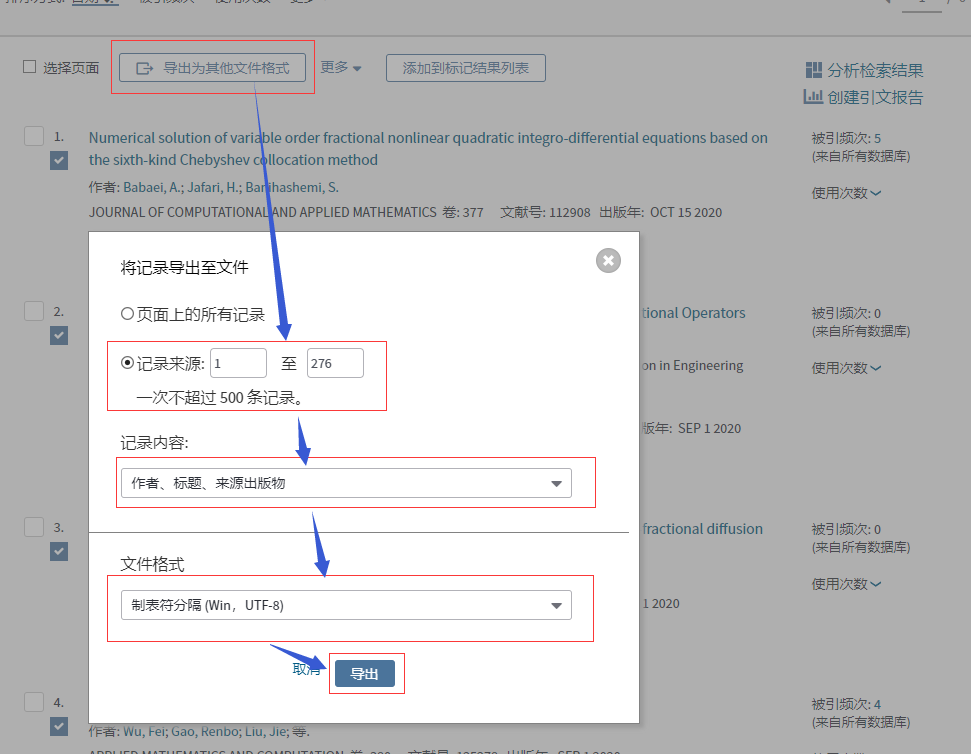 选择页面
导出为其他文件格式
更多
添加到标记结果列表
分析检索结果
创建引文报告
1.
Numerical solution of variable order fractional nonlinear quadratic integro-differential equations based on
the sixth-kind Chebyshev collocation method
作者: Babaei, A.; Jafari, H.; Banihashemi, S.
JOURNAL OF COMPUTATIONAL AND APPLIED MATHEMATICS 卷: 377 文献号: 112908 出版年: OCT 15 2020
被引频次: 5
(来自所有数据库)
使用次数
将记录导出至文件
页面上的所有记录
记录来源: 1 至 276
一次不超过 500 条记录。
记录内容:
作者、标题、来源出版物
文件格式
制表符分隔 (Win，UTF-8)
取消
导出
2.
tional Operators
on in Engineering
版年: SEP 1 2020
被引频次: 0
(来自所有数据库)
使用次数
3.
fractional diffusion
1 2020
被引频次: 0
(来自所有数据库)
使用次数
4.
作者: Wu, Fei; Gao, Renbo; Liu, Jie; 等.
被引频次: 4
(来自所有数据库)